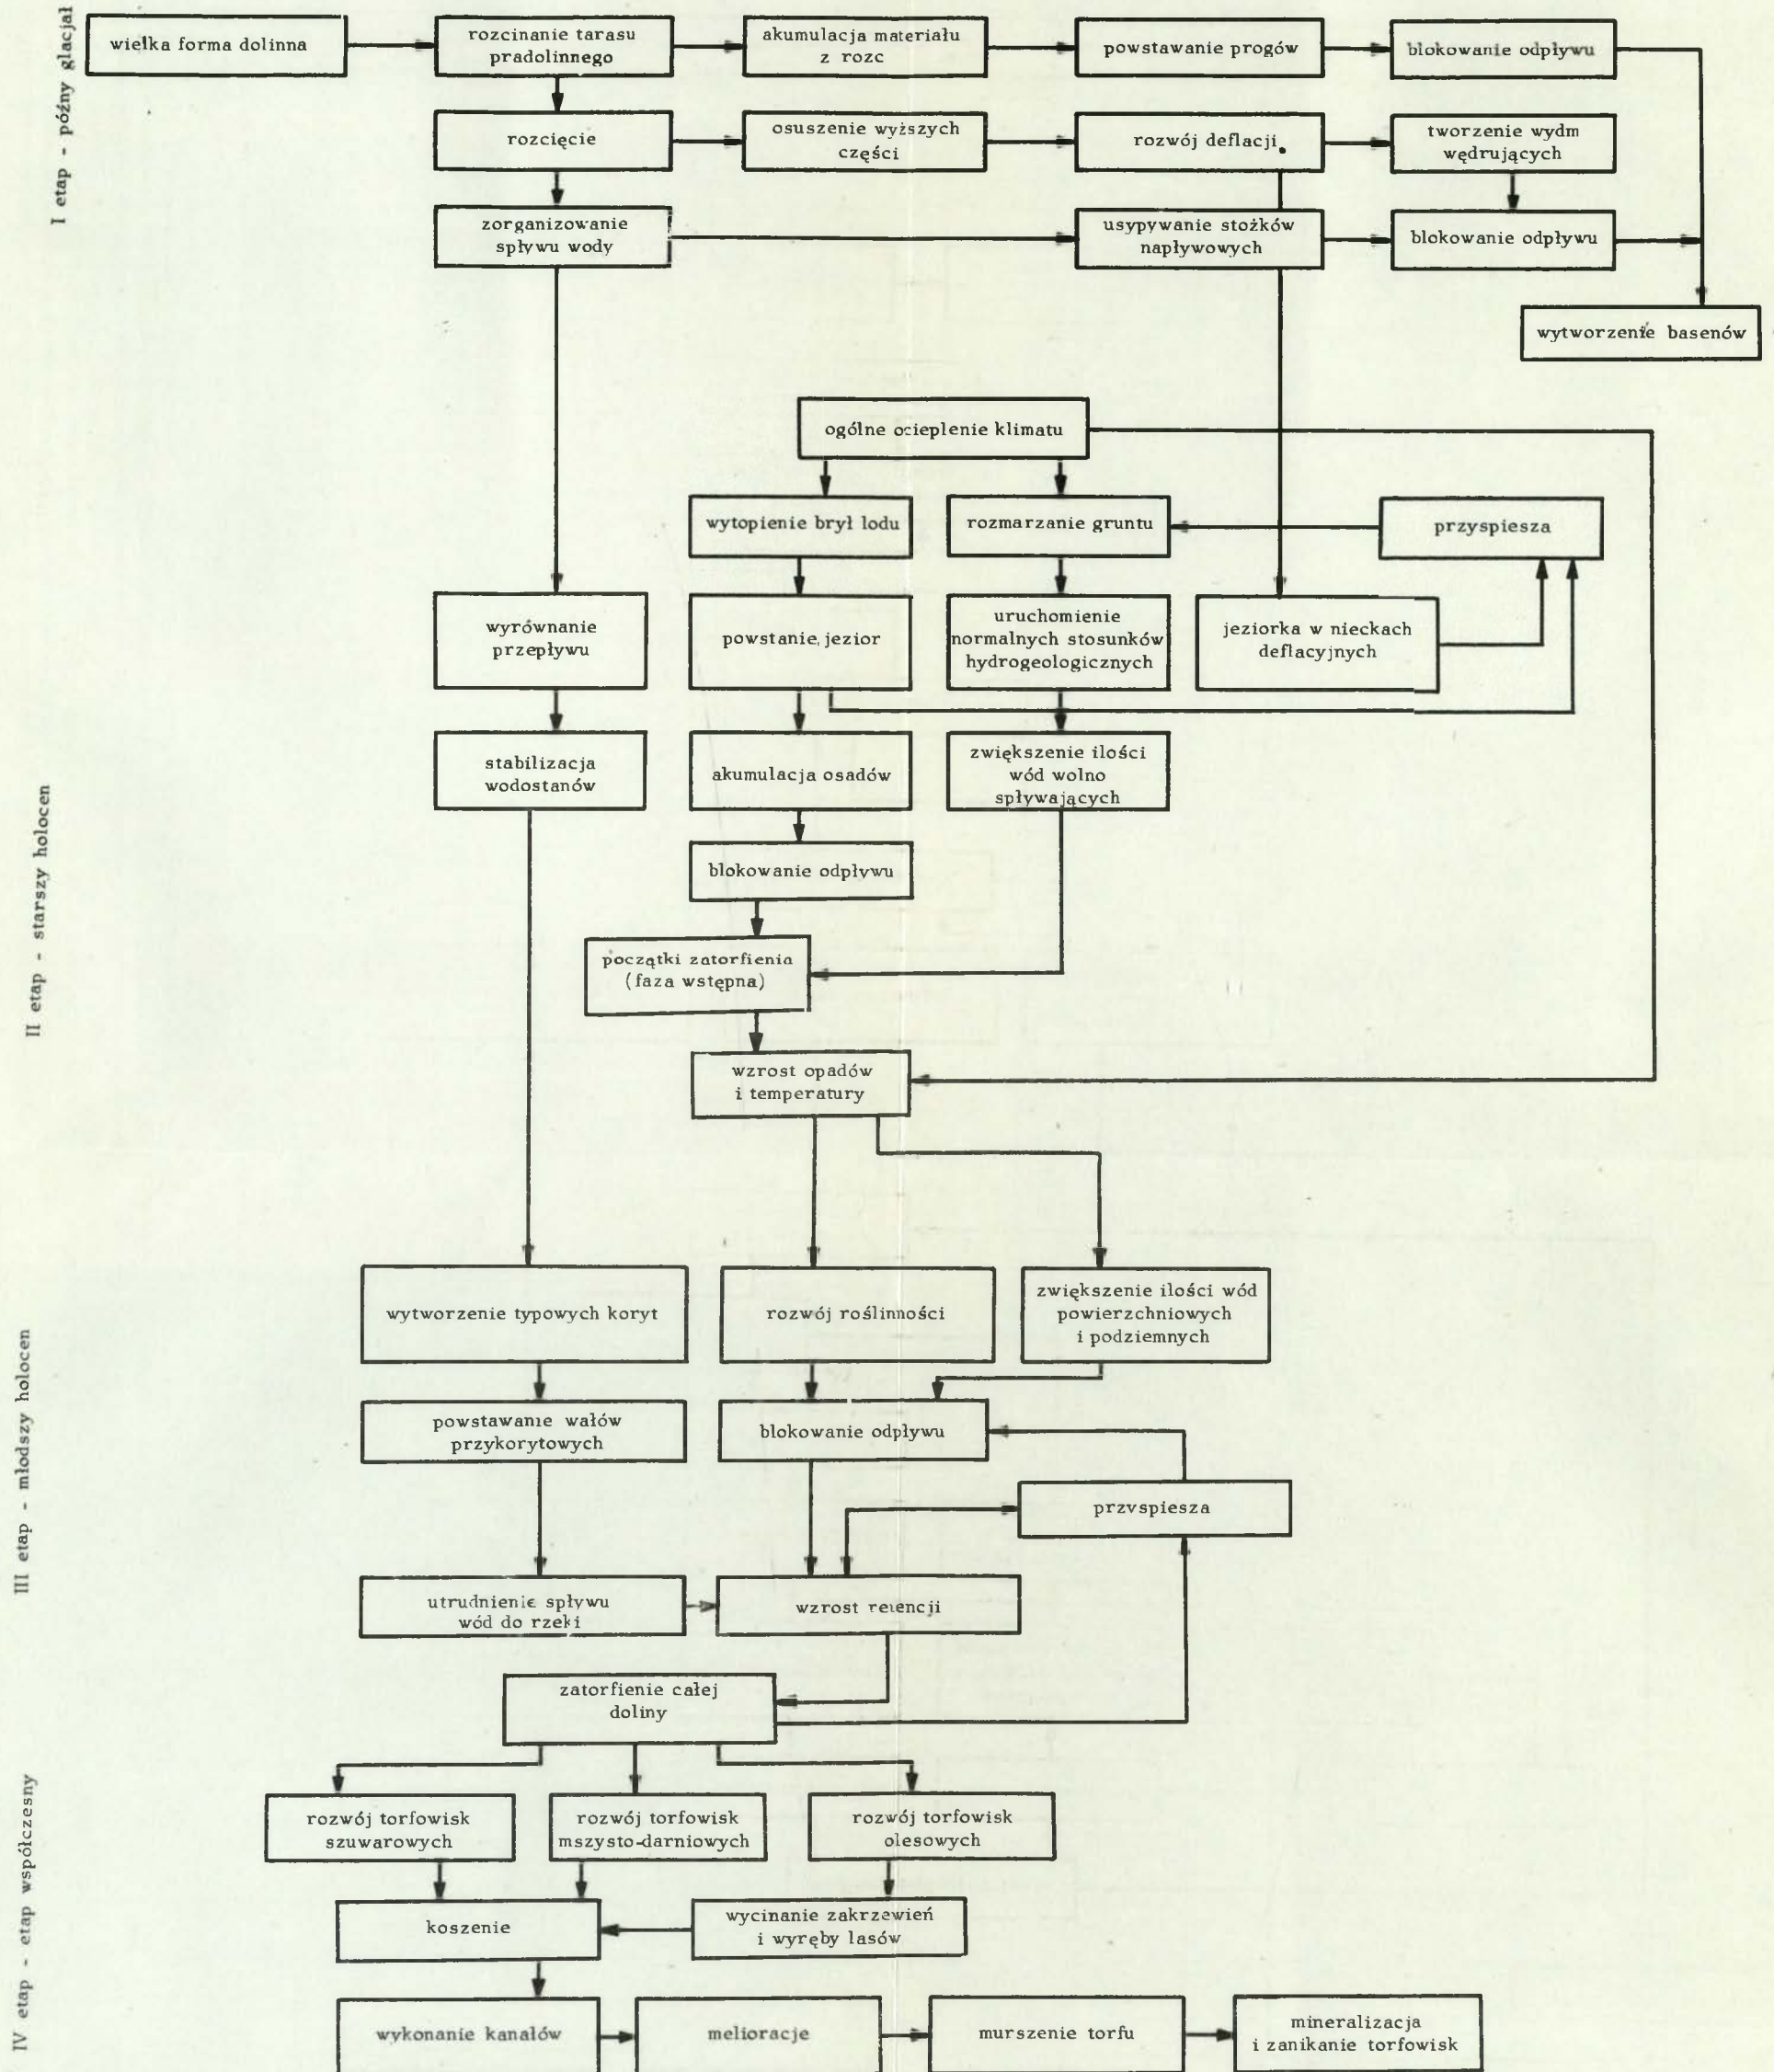 I etap - późny glacjał
wielka forma dolinna
rozcinanie tarasu
pradolinnego
akumulacja materiału
z rozc
powstawanie progów
blokowanie odpływu
rozcięcie
osuszenie wyższych
części
rozwój deflacji
tworzenie wydm
wędrujących
zorganizowanie
spływu wody
usypywanie stożków
napływowych
blokowanie odpływu
wytworzenie basenów
II etap - starszy holocen
ogólne ocieplenie klimatu
wytopienie brył lodu
rozmarzanie gruntu
przyspiesza
wyrównanie
przepływu
powstanie jezior
uruchomienie
normalnych stosunków
hydrogeologicznych
jeziorka w nieckach
deflacyjnych
stabilizacja
wodostanów
akumulacja osadów
zwiększenie ilości
wód wolno
spływających
blokowanie odpływu
początki zatorfienia
(faza wstępna)
wzrost opadów
i temperatury
III etap - młodszy holocen
wytworzenie typowych koryt
rozwój roślinności
zwiększenie ilości wód
powierzchniowych
i podziemnych
powstawanie wałów
przykorytowych
blokowanie odpływu
przyspiesza
utrudnienie spływu
wód do rzeki
wzrost retencji
zatorfienie całej
doliny
IV etap - etap współczesny
rozwój torfowisk
szuwarowych
rozwój torfowisk
mszysto-darniowych
rozwój torfowisk
olesowych
koszenie
wycinanie zakrzewień
i wyręby lasów
wykonanie kanałów
melioracje
murszenie torfu
mineralizacja
i zanikanie torfowisk